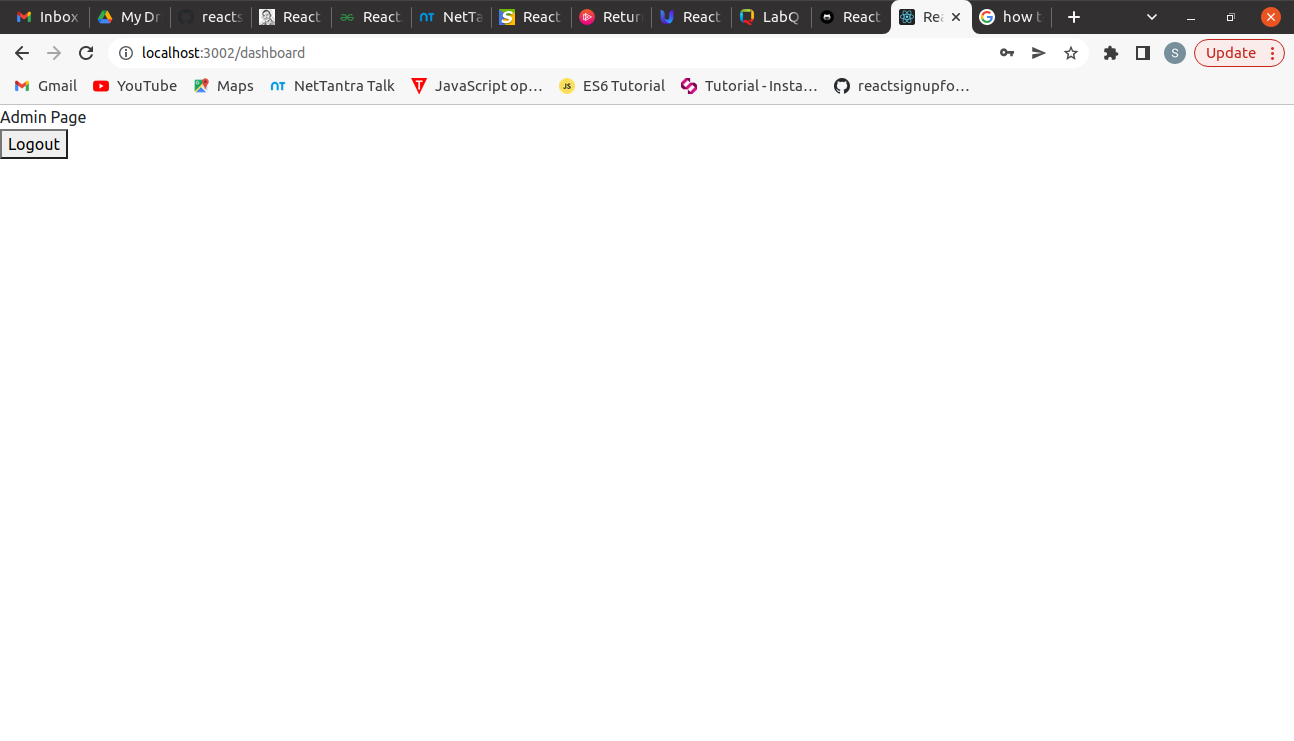 Inbox My Dr reacts React React NetTa React Retur React LabQ React Rea how t
localhost:3002/dashboard S Update
Gmail YouTube Maps NetTantra Talk JavaScript op... JS ES6 Tutorial Tutorial - Insta... reactsignupfo...
Admin Page
Logout